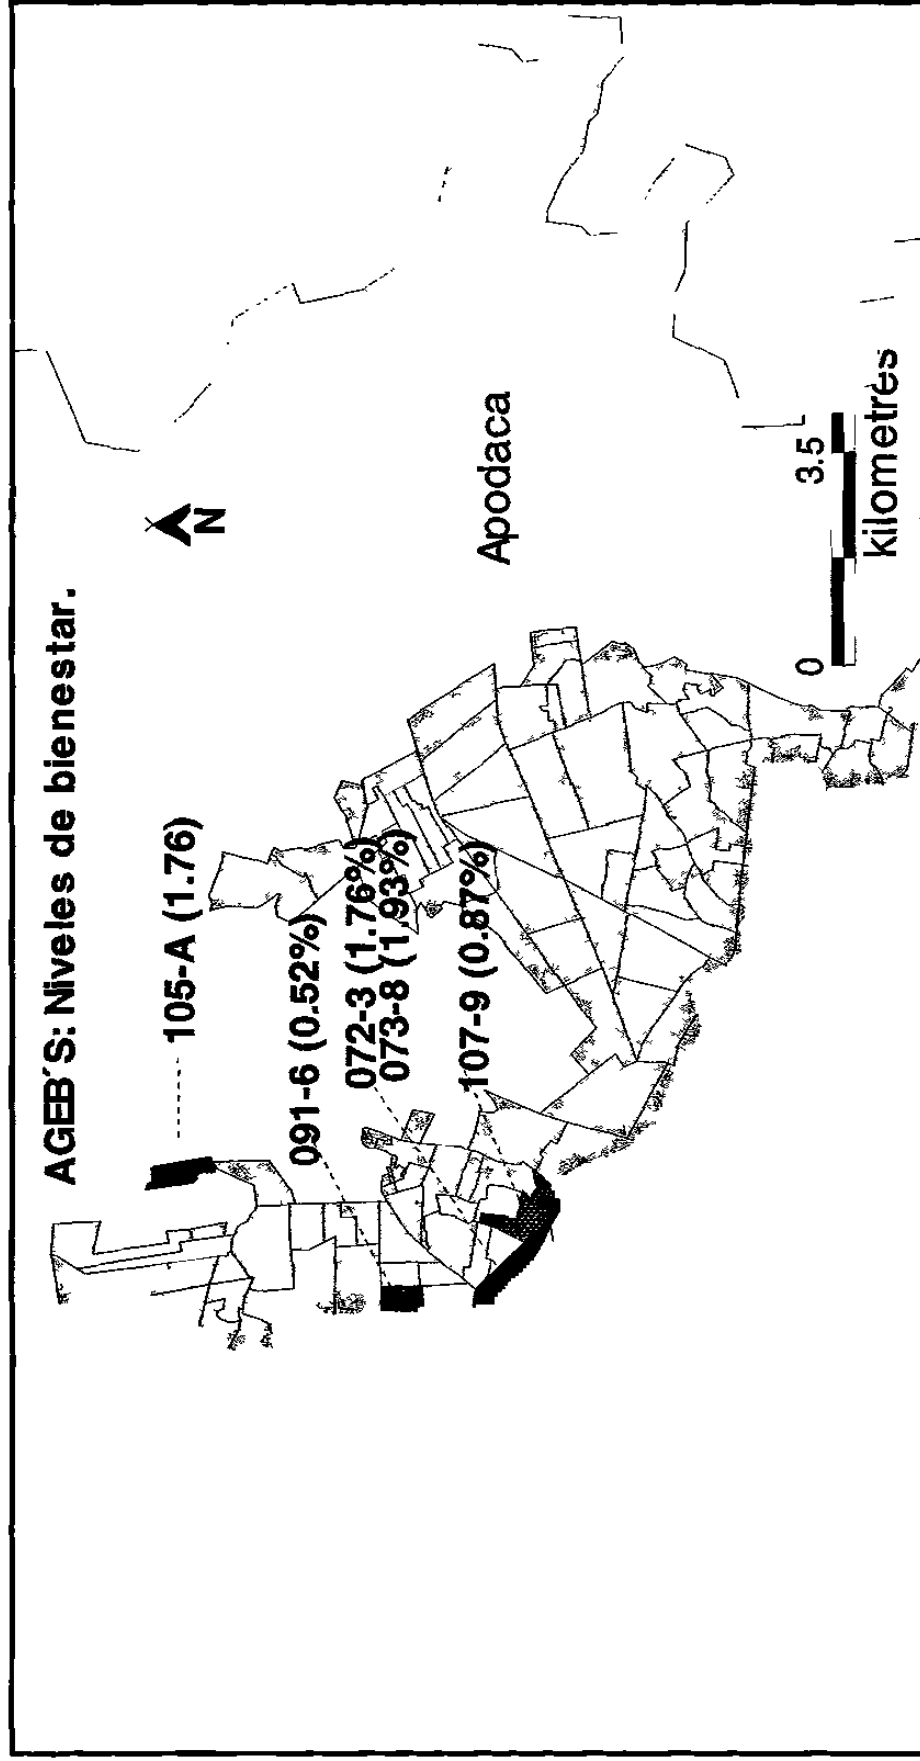 AGEB´S: Niveles de bienestar.
105-A (1.76)
N
091-6 (0.52%)
072-3 (1.76%)
073-8 (1.93%)
Apodaca
107-9 (0.87%)
0
3.5
kilometres